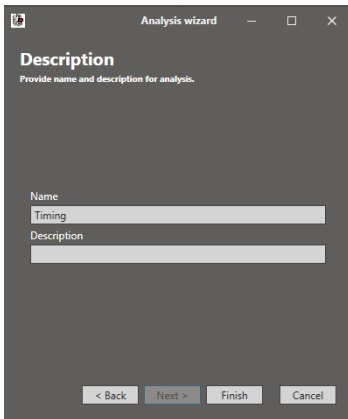 Analysis wizard
Description
Provide name and description for analysis.
Name
Timing
Description
< Back Next > Finish Cancel